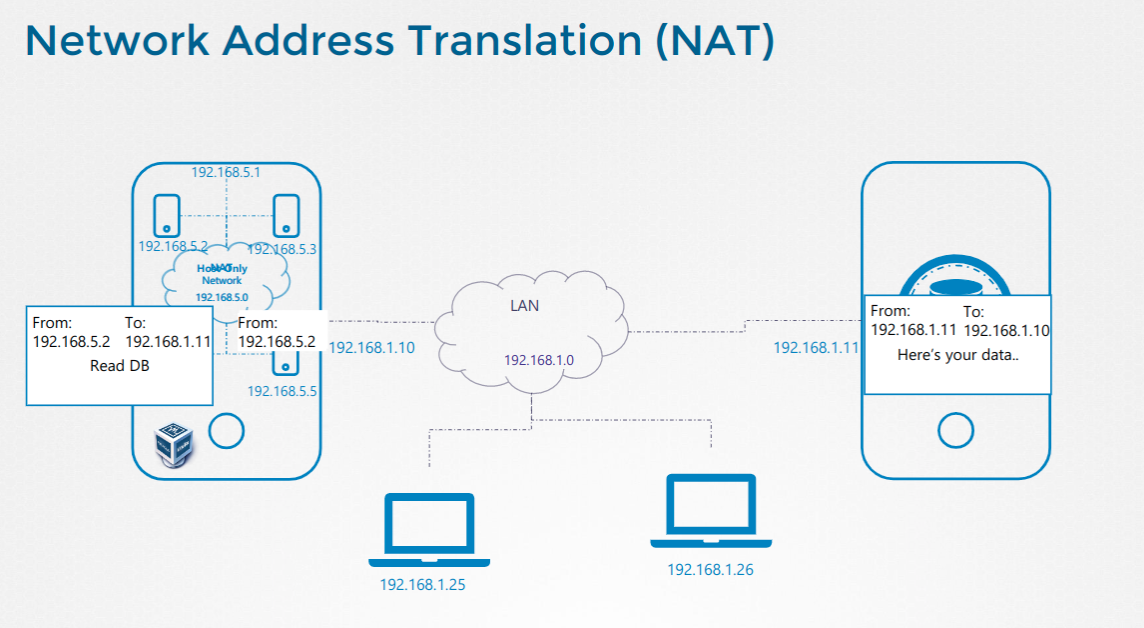 Network Address Translation (NAT)
192.168.5.1
192.168.5.2
192.168.5.3
NAT
Host Only
Network
192.168.5.0
From:
192.168.5.2
To:
192.168.1.11
Read DB
From:
192.168.5.2
192.168.5.5
192.168.1.10
LAN
192.168.1.0
192.168.1.11
From:
192.168.1.11
To:
192.168.1.10
Here's your data..
192.168.1.25
192.168.1.26